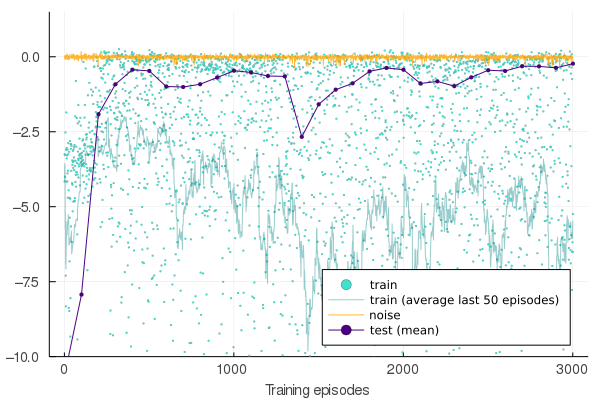 0.0
−2.5
−5.0
−7.5
−10.0
train
train (average last 50 episodes)
noise
test (mean)
0 1000 2000 3000
Training episodes